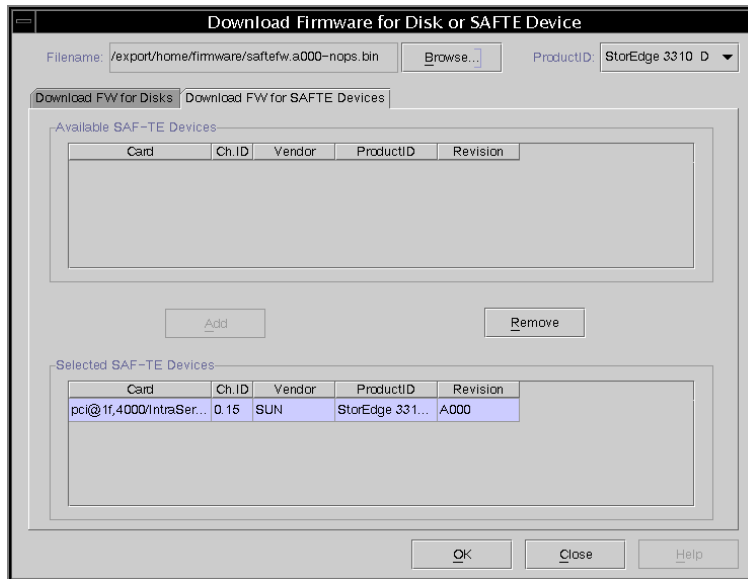 Download Firmware for Disk or SAFTE Device
Filename: /export/home/firmware/saftefw.a000-nops.bin Browse... ProductID: StorEdge 3310 D
Download FW for Disks Download FW for SAFTE Devices
Available SAF-TE Devices
Card Ch.ID Vendor ProductID Revision
Add Remove
Selected SAF-TE Devices
Card Ch.ID Vendor ProductID Revision
pci@1f,4000/IntraSer... 0.15 SUN StorEdge 331... A000
OK Close Help